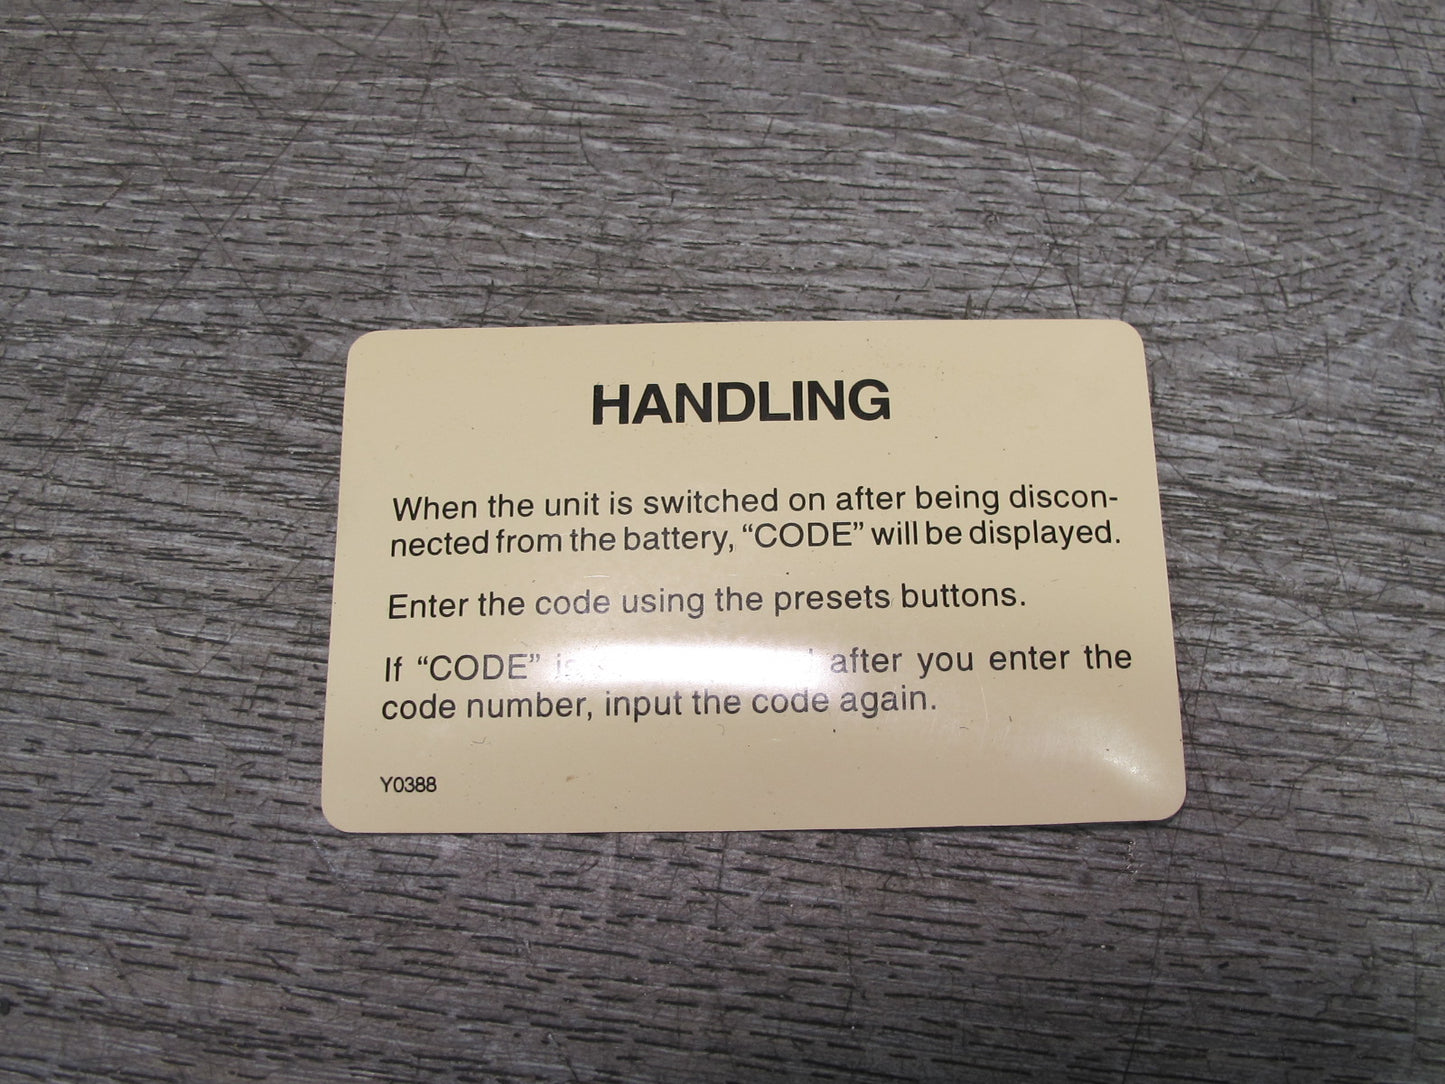 HANDLING
When the unit is switched on after being discon-
nected from the battery, “CODE” will be displayed.
Enter the code using the presets buttons.
If “CODE” is after you enter the
code number, input the code again.
Y0388